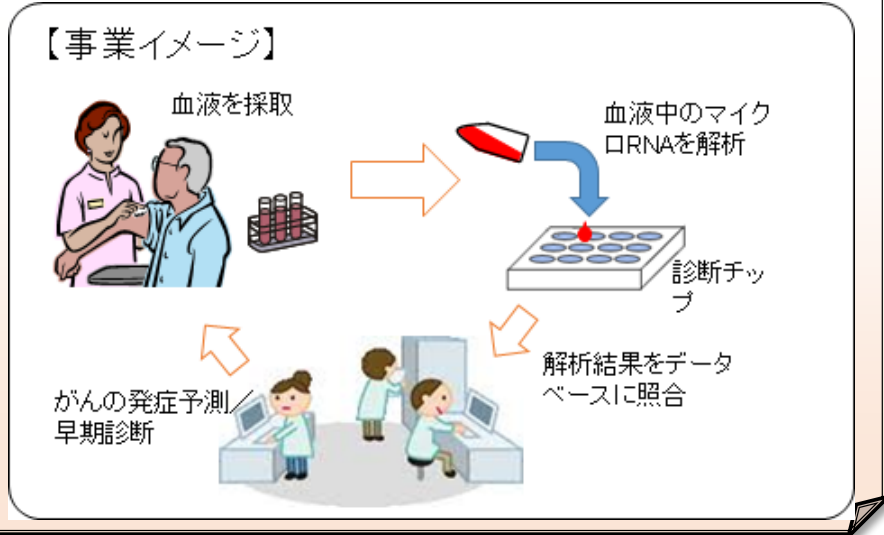 【事業イメージ】
血液を採取
血液中のマイク
ロRNAを解析
診断チッ
プ
解析結果をデータ
ベースに照合
がんの発症予測／
早期診断